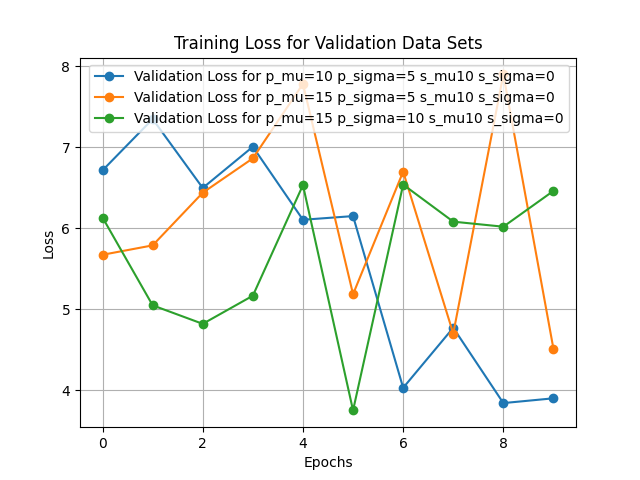 Training Loss for Validation Data Sets
Validation Loss for p_mu=10 p_sigma=5 s_mu10 s_sigma=0
Validation Loss for p_mu=15 p_sigma=5 s_mu10 s_sigma=0
Validation Loss for p_mu=15 p_sigma=10 s_mu10 s_sigma=0
8
7
6
5
4
Loss
0 2 4 6 8
Epochs